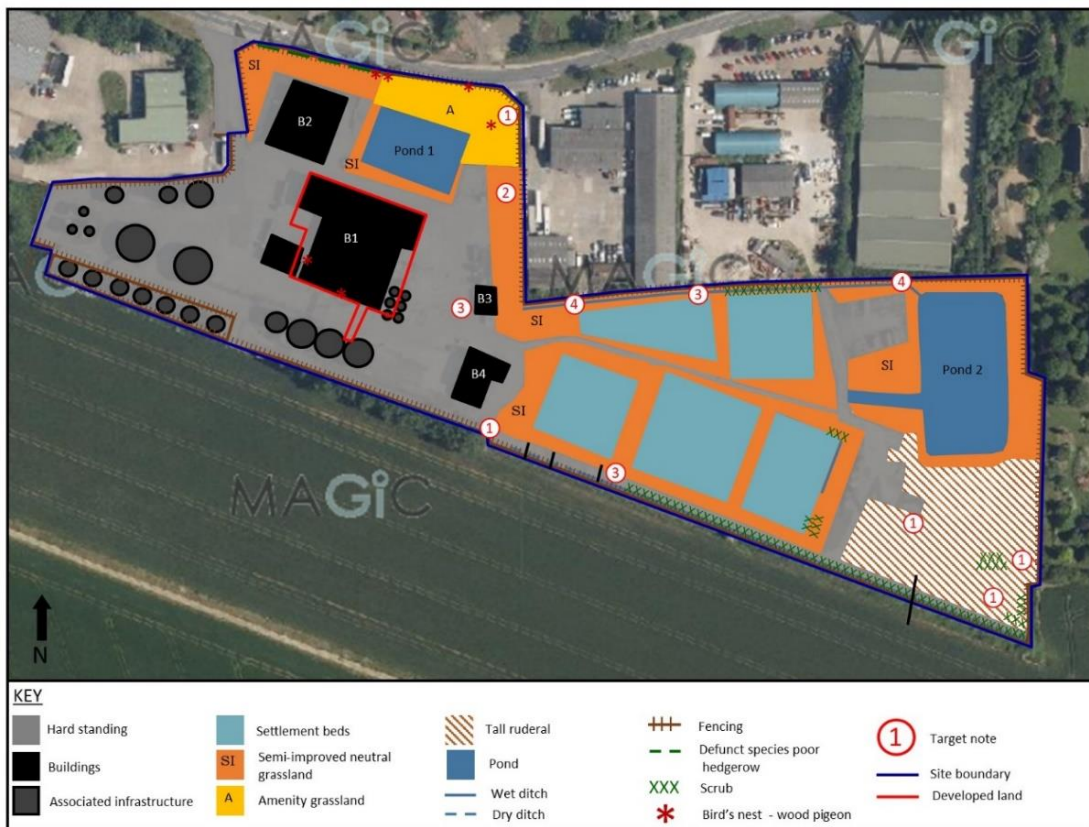 MAGiC
MAGiC
SI
A
1
B2
Pond 1
SI
2
B1
MAGiC
MAGiC
3
B3
4
3
4
SI
SI
Pond 2
B4
SI
1
3
MAGiC
1
1
1
N
KEY
Hard standing
Buildings
Associated infrastructure
Settlement beds
SI
Semi-improved neutral
grassland
A
Amenity grassland
Tall ruderal
Pond
Wet ditch
Dry ditch
Fencing
Defunct species poor
hedgerow
Scrub
Bird's nest - wood pigeon
1
Target note
Site boundary
Developed land